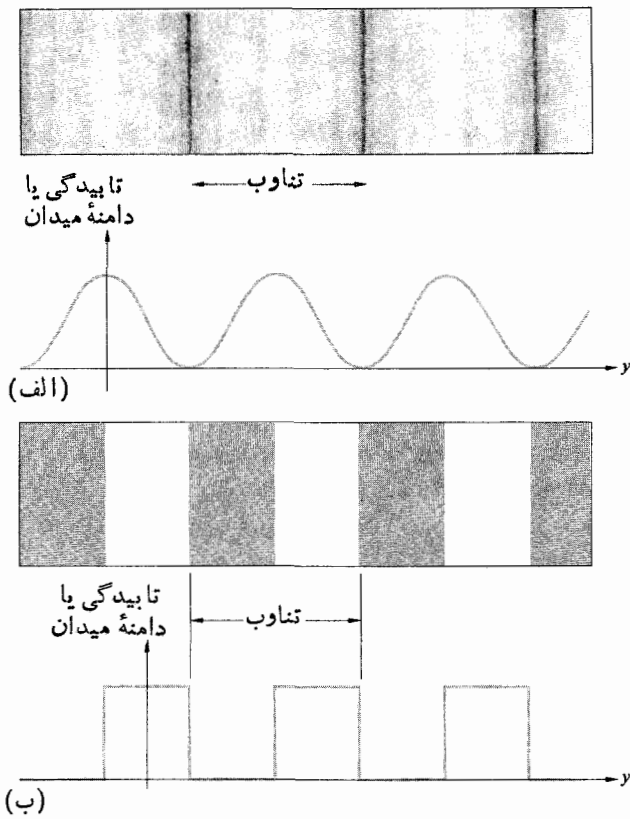 تناوب
تابیدگی یا
دامنهٔ میدان
y
(الف)
تابیدگی یا
دامنهٔ میدان
تناوب
y
(ب)